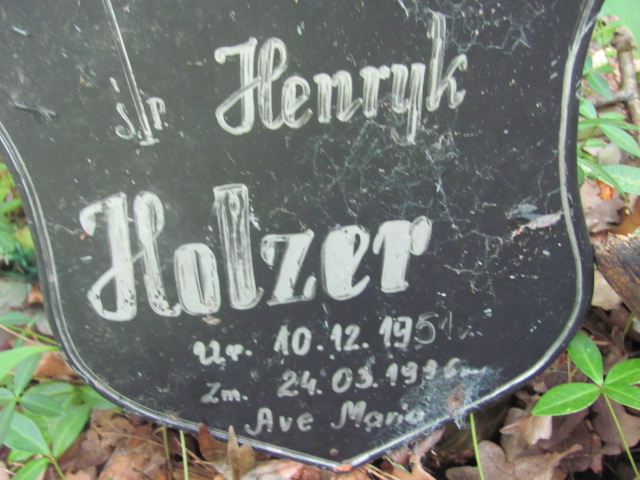 Ś.P. Henryk
Holzer
Ur. 10.12.1951
Zm. 24.03.1996
Ave Maria